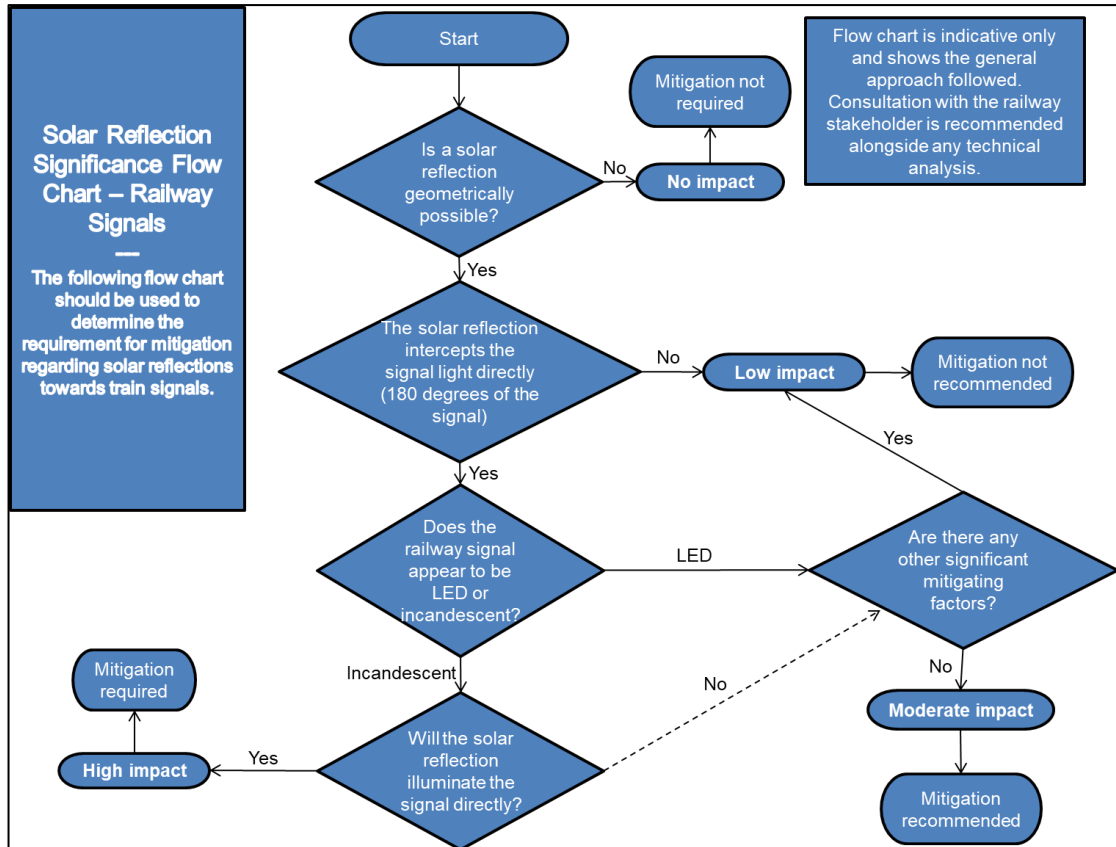 Solar Reflection
Significance Flow
Chart – Railway
Signals
—
The following flow chart
should be used to
determine the
requirement for mitigation
regarding solar reflections
towards train signals.
Start
Flow chart is indicative only
and shows the general
approach followed.
Consultation with the railway
stakeholder is recommended
alongside any technical
analysis.
Mitigation not
required
Is a solar
reflection
geometrically
possible?
No
No impact
Yes
The solar reflection
intercepts the
signal light directly
(180 degrees of the
signal)
No
Low impact
Mitigation not
recommended
Yes
Yes
Does the
railway signal
appear to be
LED or
incandescent?
LED
Are there any
other significant
mitigating
factors?
Incandescent
No
No
Mitigation
required
Moderate impact
Will the solar
reflection
illuminate the
signal directly?
Yes
High impact
Mitigation
recommended